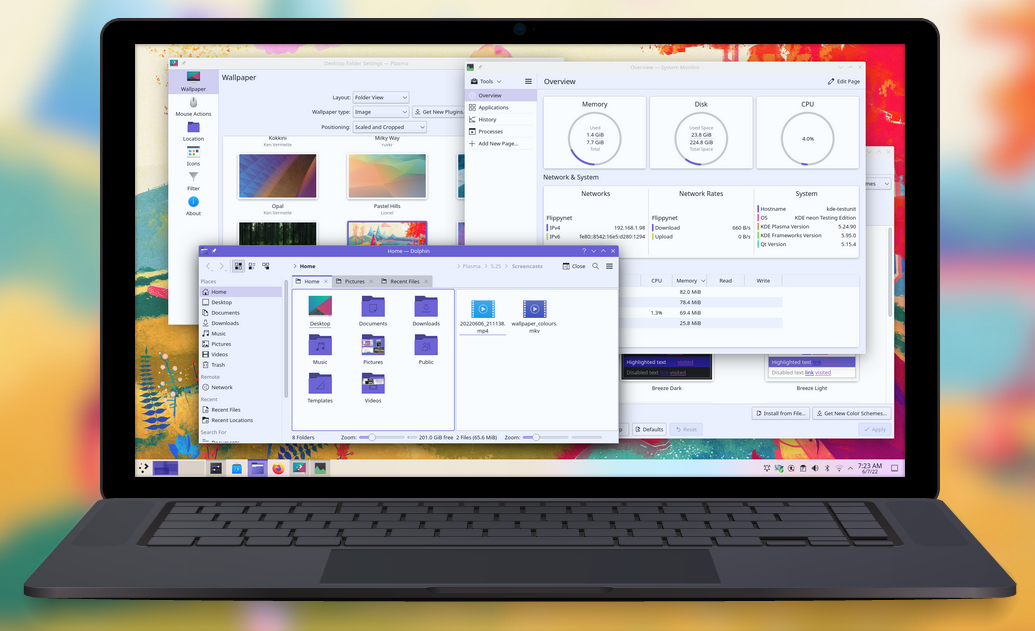 Desktop Folder Settings — Plasma
Wallpaper
Mouse Actions
Location
Icons
Filter
About
Wallpaper
Layout: Folder View
Wallpaper type: Image
Get New Plugins
Positioning: Scaled and Cropped
Kokkini
Ken Vermette
Milky Way
Opal
Ken Vermette
Pastel Hills
Lionel
Overview — System Monitor
Tools
Overview
Edit Page
Overview
Applications
History
Processes
Add New Page...
Memory
Used
1.4 GiB
7.7 GiB
Total
Disk
Used Space
23.8 GiB
224.8 GiB
Total Space
CPU
4.0%
Network & System
Networks
Flippynet
IPv4 192.168.1.98
IPv6 fe80::8542:16e5:d280:1294
Network Rates
Flippynet
Download 660 B/s
Upload 0 B/s
System
Hostname kde-testunit
OS KDE neon Testing Edition
KDE Plasma Version 5.24.90
KDE Frameworks Version 5.95.0
Qt Version 5.15.4
CPU Memory Read Write
82.0 MiB
78.4 MiB
1.3% 69.4 MiB
25.8 MiB
Highlighted text visited
Disabled text link visited
Breeze Dark
Highlighted text link
Disabled text link visited
Breeze Light
Install from File...
Get New Color Schemes...
Defaults
Reset
Apply
Home — Dolphin
Home
Plasma
5.25
Screencasts
Close
Home
Pictures
Recent Files
Places
Home
Desktop
Documents
Downloads
Music
Pictures
Videos
Trash
Remote
Network
Recent
Recent Files
Recent Locations
Search For
Documents
Desktop
Documents
Downloads
Music
Pictures
Public
Templates
Videos
20220606_211138.
mp4
wallpaper_colours.
mkv
8 Folders
Zoom:
201.0 GiB free
2 Files (65.6 MiB)
Zoom:
7:23 AM
6/7/22